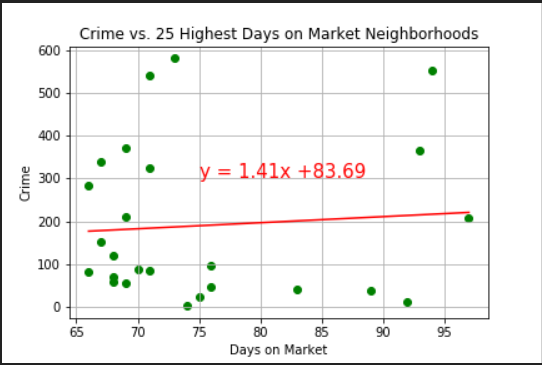 Crime vs. 25 Highest Days on Market Neighborhoods
600
500
400
300
200
100
0
Crime
y = 1.41x +83.69
65 70 75 80 85 90 95
Days on Market